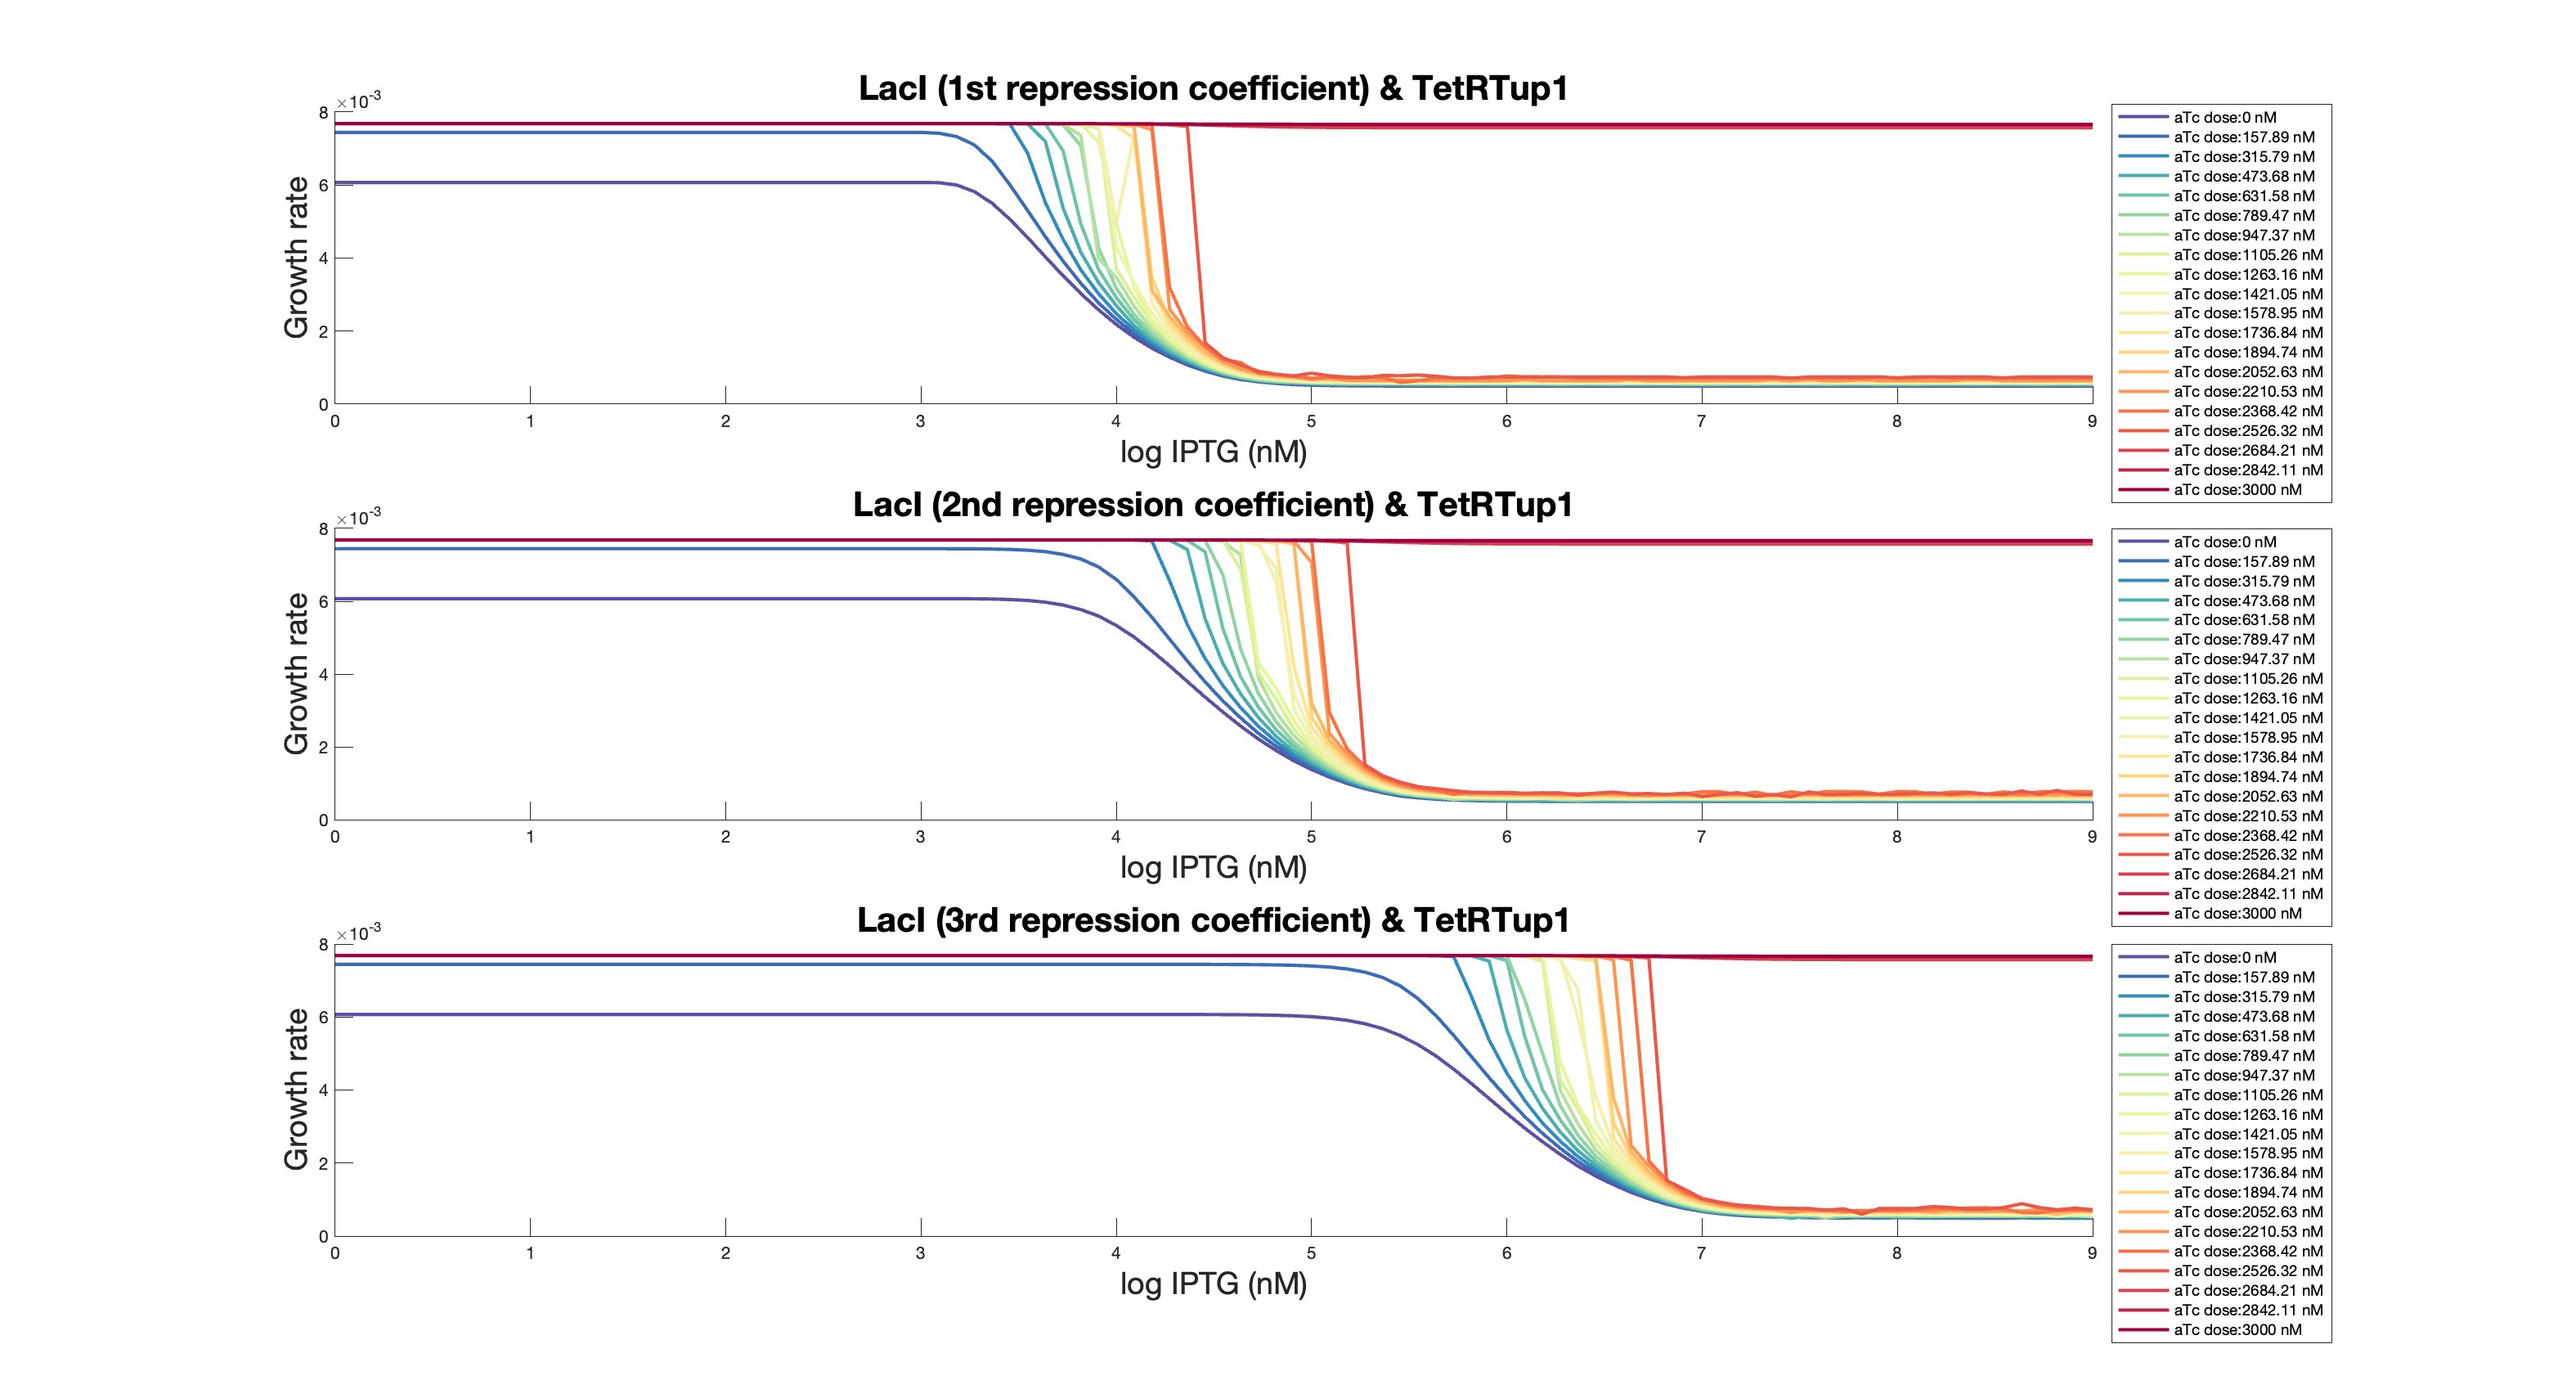 LacI (1st repression coefficient) & TetRTup1
×10-3
8
6
4
2
0
Growth rate
0 1 2 3 4 5 6 7 8 9
log IPTG (nM)
aTc dose:0 nM
aTc dose:157.89 nM
aTc dose:315.79 nM
aTc dose:473.68 nM
aTc dose:631.58 nM
aTc dose:789.47 nM
aTc dose:947.37 nM
aTc dose:1105.26 nM
aTc dose:1263.16 nM
aTc dose:1421.05 nM
aTc dose:1578.95 nM
aTc dose:1736.84 nM
aTc dose:1894.74 nM
aTc dose:2052.63 nM
aTc dose:2210.53 nM
aTc dose:2368.42 nM
aTc dose:2526.32 nM
aTc dose:2684.21 nM
aTc dose:2842.11 nM
aTc dose:3000 nM
LacI (2nd repression coefficient) & TetRTup1
×10-3
8
6
4
2
0
Growth rate
0 1 2 3 4 5 6 7 8 9
log IPTG (nM)
aTc dose:0 nM
aTc dose:157.89 nM
aTc dose:315.79 nM
aTc dose:473.68 nM
aTc dose:631.58 nM
aTc dose:789.47 nM
aTc dose:947.37 nM
aTc dose:1105.26 nM
aTc dose:1263.16 nM
aTc dose:1421.05 nM
aTc dose:1578.95 nM
aTc dose:1736.84 nM
aTc dose:1894.74 nM
aTc dose:2052.63 nM
aTc dose:2210.53 nM
aTc dose:2368.42 nM
aTc dose:2526.32 nM
aTc dose:2684.21 nM
aTc dose:2842.11 nM
aTc dose:3000 nM
LacI (3rd repression coefficient) & TetRTup1
×10-3
8
6
4
2
0
Growth rate
0 1 2 3 4 5 6 7 8 9
log IPTG (nM)
aTc dose:0 nM
aTc dose:157.89 nM
aTc dose:315.79 nM
aTc dose:473.68 nM
aTc dose:631.58 nM
aTc dose:789.47 nM
aTc dose:947.37 nM
aTc dose:1105.26 nM
aTc dose:1263.16 nM
aTc dose:1421.05 nM
aTc dose:1578.95 nM
aTc dose:1736.84 nM
aTc dose:1894.74 nM
aTc dose:2052.63 nM
aTc dose:2210.53 nM
aTc dose:2368.42 nM
aTc dose:2526.32 nM
aTc dose:2684.21 nM
aTc dose:2842.11 nM
aTc dose:3000 nM